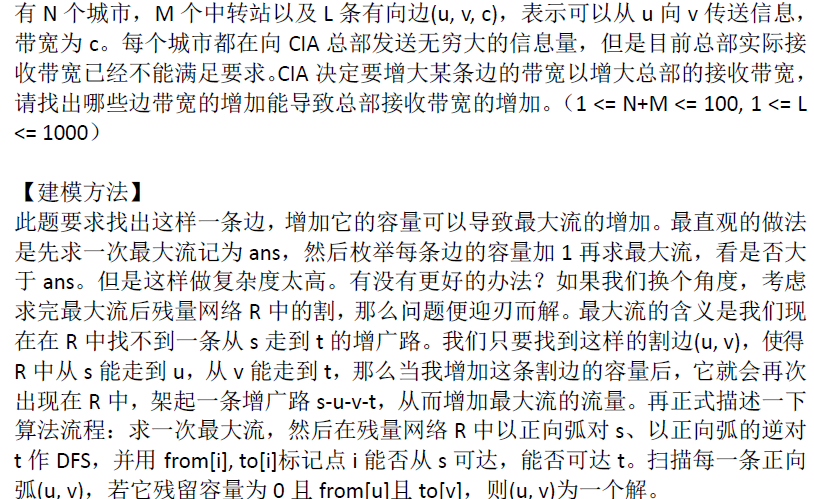 有 N 个城市，M 个中转站以及 L 条有向边(u, v, c)，表示可以从 u 向 v 传送信息，
带宽为 c。每个城市都在向 CIA 总部发送无穷大的信息量，但是目前总部实际接
收带宽已经不能满足要求。CIA 决定要增大某条边的带宽以增大总部的接收带宽，
请找出哪些边带宽的增加能导致总部接收带宽的增加。（1 <= N+M <= 100, 1 <= L
<= 1000）
【建模方法】
此题要求找出这样一条边，增加它的容量可以导致最大流的增加。最直观的做法
是先求一次最大流记为 ans，然后枚举每条边的容量加 1 再求最大流，看是否大
于 ans。但是这样做复杂度太高。有没有更好的办法？如果我们换个角度，考虑
求完最大流后残量网络 R 中的割，那么问题便迎刃而解。最大流的含义是我们现
在在 R 中找不到一条从 s 走到 t 的增广路。我们只要找到这样的割边(u, v)，使得
R 中从 s 能走到 u，从 v 能走到 t，那么当我增加这条割边的容量后，它就会再次
出现在 R 中，架起一条增广路 s-u-v-t，从而增加最大流的流量。再正式描述一下
算法流程：求一次最大流，然后在残量网络 R 中以正向弧对 s、以正向弧的逆对
t 作 DFS，并用 from[i], to[i]标记点 i 能否从 s 可达，能否可达 t。扫描每一条正向
弧(u, v)，若它残留容量为 0 且 from[u]且 to[v]，则(u, v)为一个解。